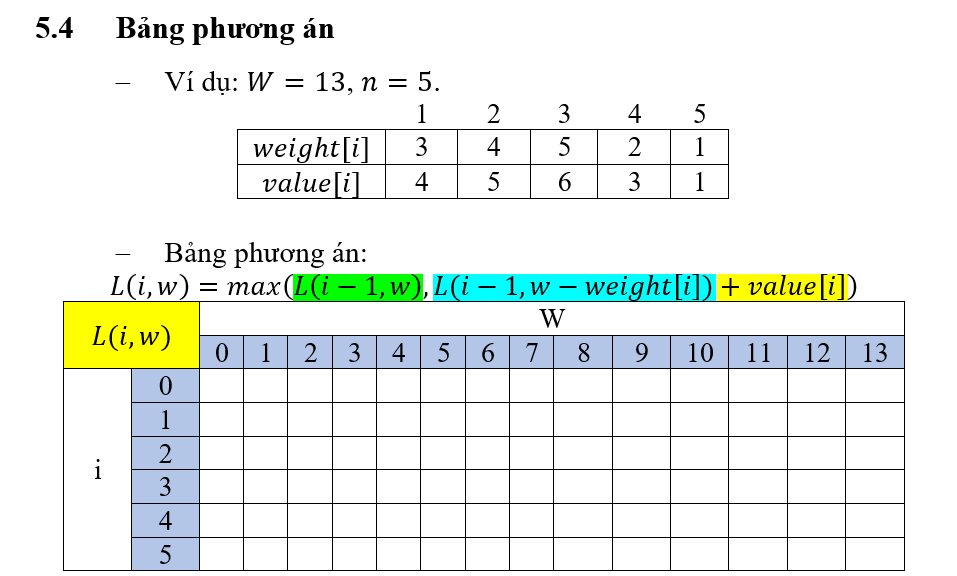 5.4 Bảng phương án
– Ví dụ: W = 13, n = 5.
1 2 3 4 5
weight[i] 3 4 5 2 1
value[i] 4 5 6 3 1
– Bảng phương án:
L(i, w) = max(L(i − 1, w), L(i − 1, w − weight[i]) + value[i])
L(i, w) W
0 1 2 3 4 5 6 7 8 9 10 11 12 13
i
0
1
2
3
4
5